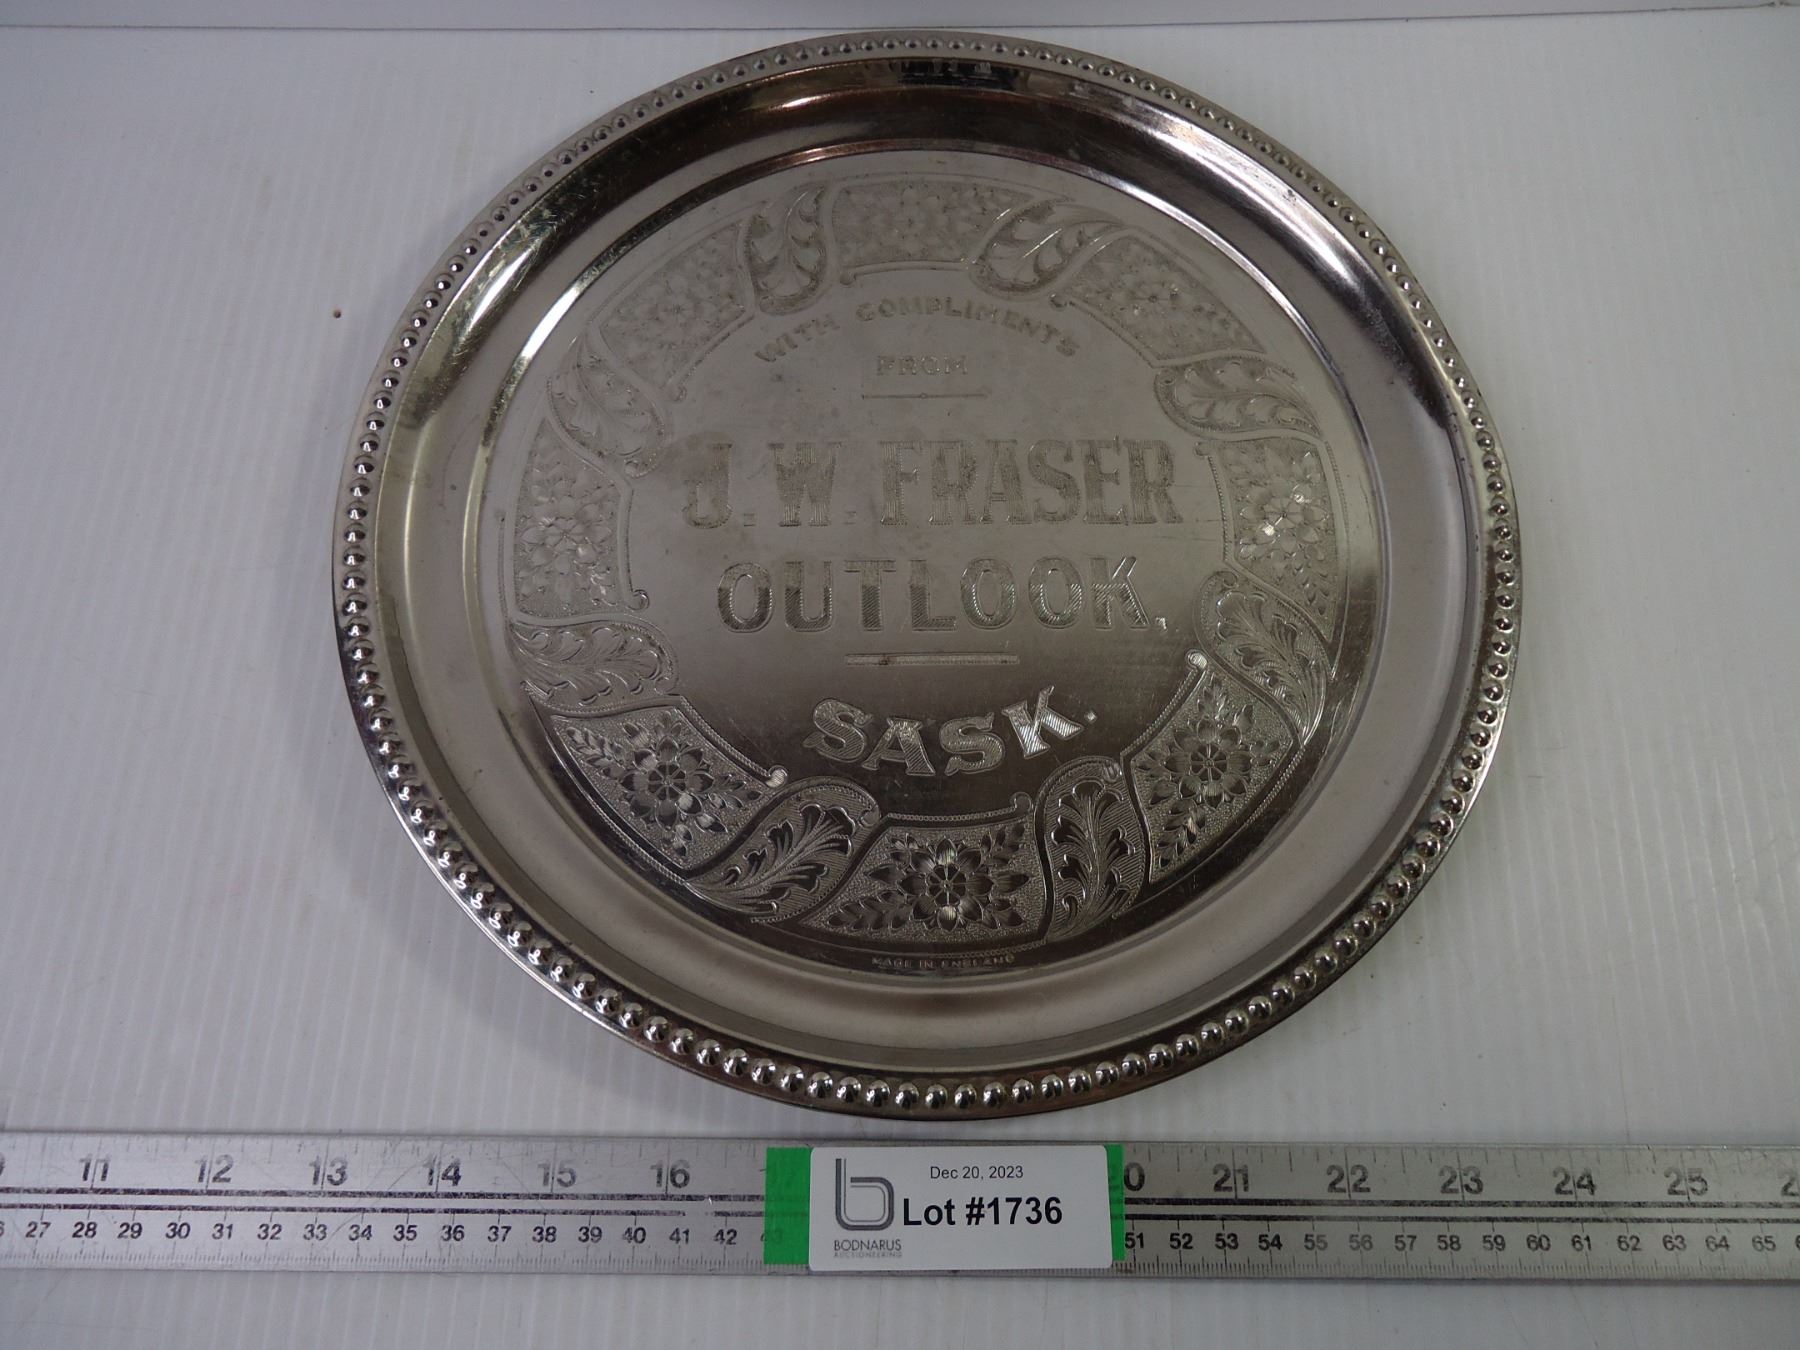 WITH COMPLIMENTS
FROM
J. W. FRASER
OUTLOOK.
SASK.
MADE IN ENGLAND
11 12 13 14 15 16 21 22 23 24 25
27 28 29 30 31 32 33 34 35 36 37 38 39 40 41 42 43 51 52 53 54 55 56 57 58 59 60 61 62 63 64 65
Dec 20, 2023
Lot #1736
BODNARUS
AUCTIONEERING